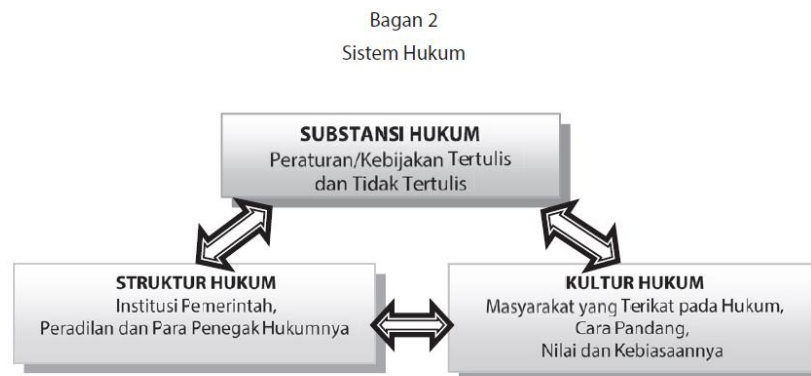 Bagan 2
Sistem Hukum
SUBSTANSI HUKUM
Peraturan/Kebijakan Tertulis
dan Tidak Tertulis
STRUKTUR HUKUM
Institusi Pemerintah,
Peradilan dan Para Penegak Hukumnya
KULTUR HUKUM
Masyarakat yang Terikat pada Hukum,
Cara Pandang,
Nilai dan Kebiasaannya